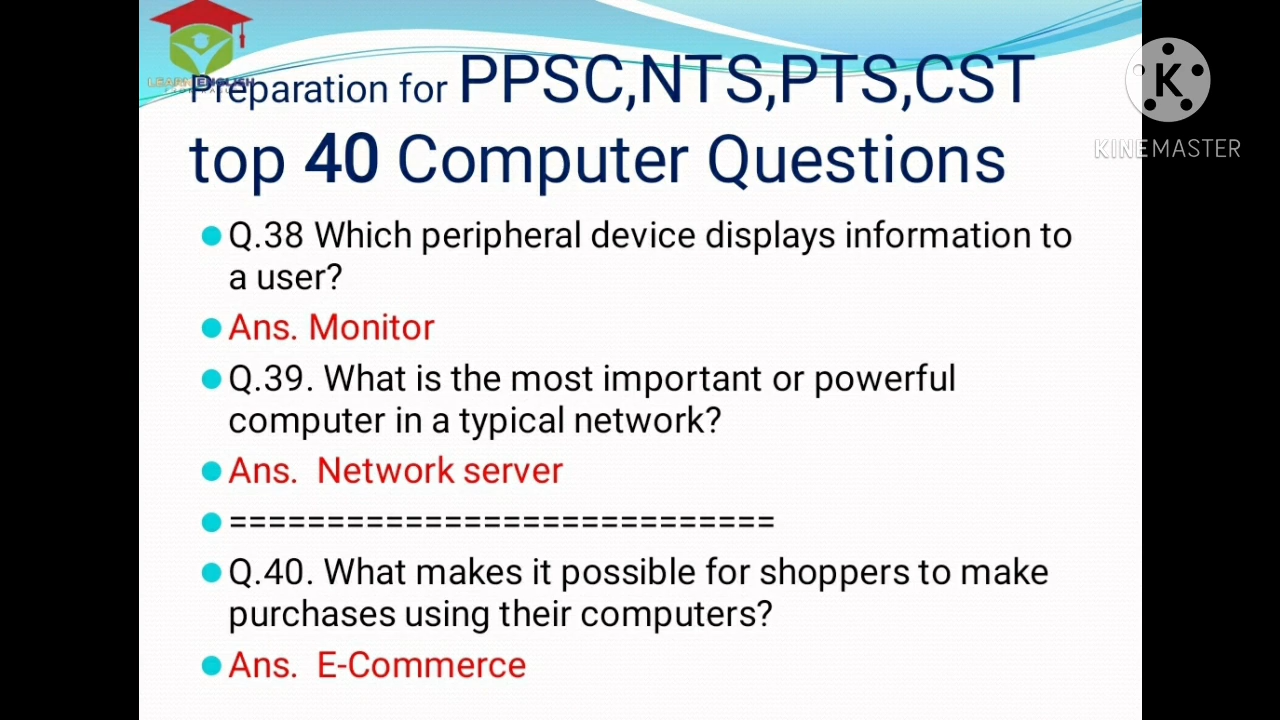 LEARN ENGLISH
Preparation for PPSC,NTS,PTS,CST
top 40 Computer Questions
K
KINEMASTER
Q.38 Which peripheral device displays information to
a user?
Ans. Monitor
Q.39. What is the most important or powerful
computer in a typical network?
Ans.  Network server
============================
Q.40. What makes it possible for shoppers to make
purchases using their computers?
Ans.  E-Commerce